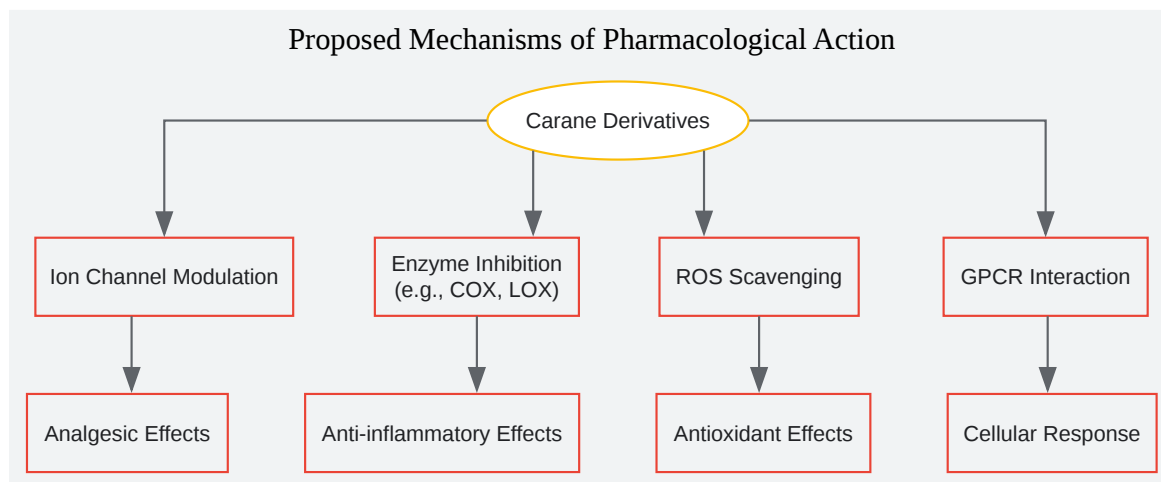 Proposed Mechanisms of Pharmacological Action
Carane Derivatives
Ion Channel Modulation
Enzyme Inhibition
(e.g., COX, LOX)
ROS Scavenging
GPCR Interaction
Analgesic Effects
Anti-inflammatory Effects
Antioxidant Effects
Cellular Response